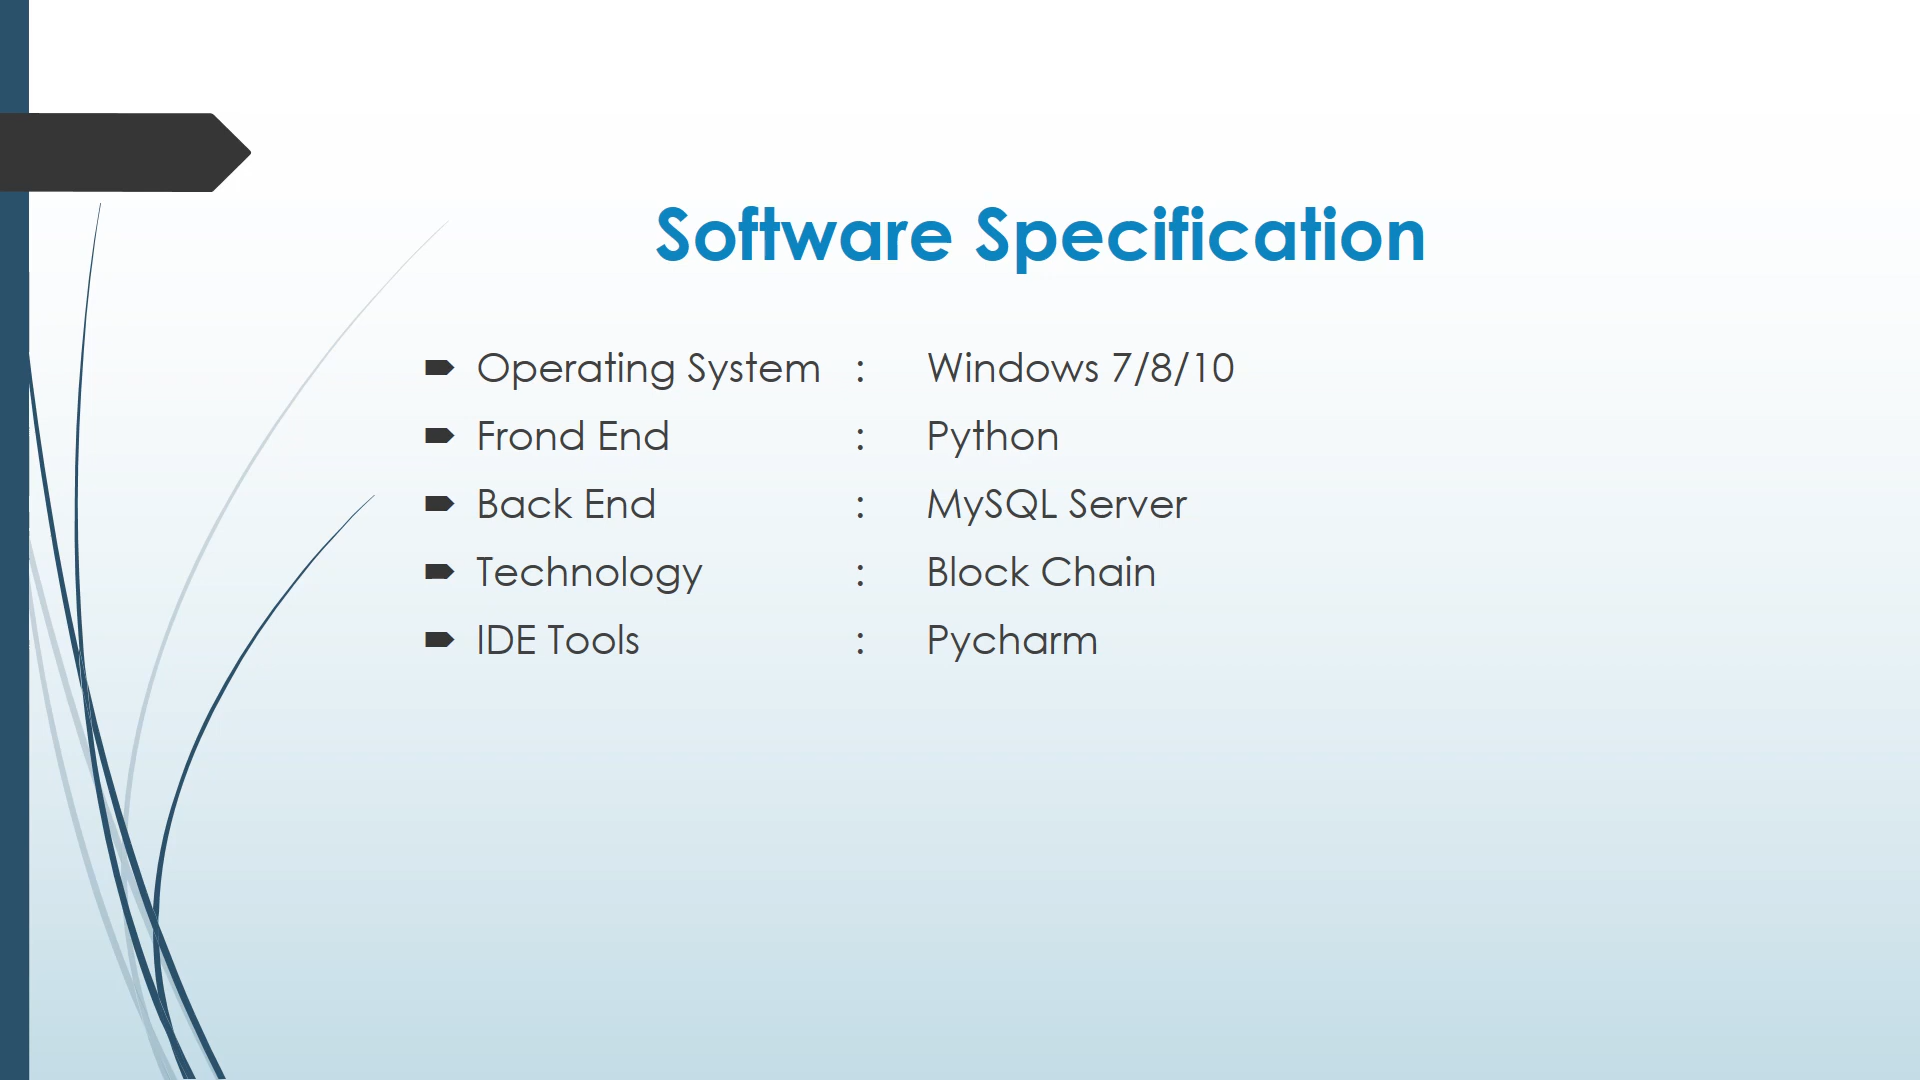 Software Specification
Operating System : Windows 7/8/10
Frond End : Python
Back End : MySQL Server
Technology : Block Chain
IDE Tools : Pycharm